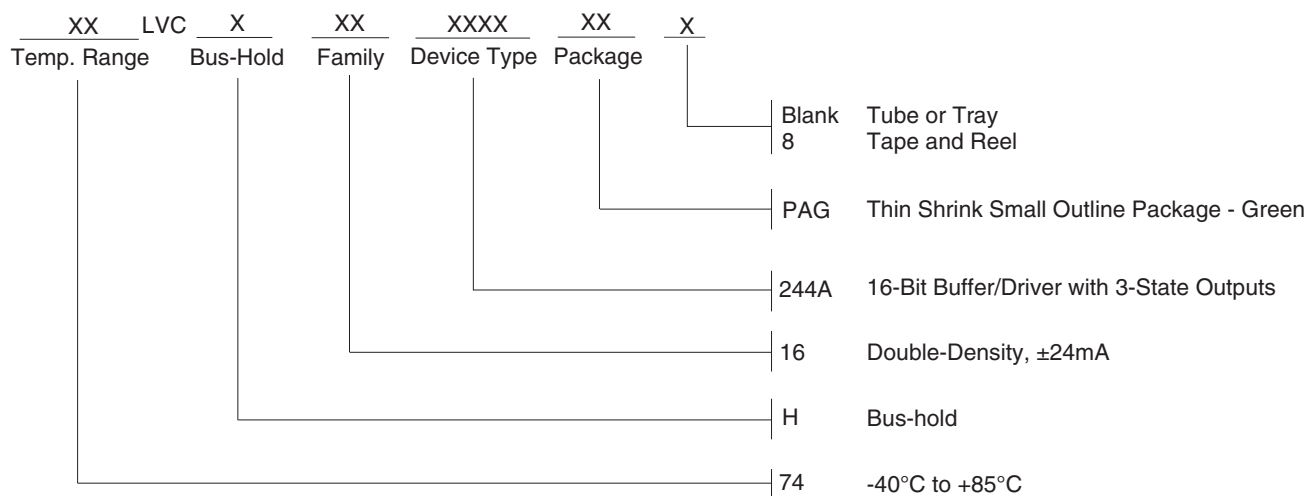 XX LVC X XX XXXX XX X
Temp. Range Bus-Hold Family Device Type Package
Blank Tube or Tray
8 Tape and Reel
PAG Thin Shrink Small Outline Package - Green
244A 16-Bit Buffer/Driver with 3-State Outputs
16 Double-Density, ±24mA
H Bus-hold
74 -40°C to +85°C